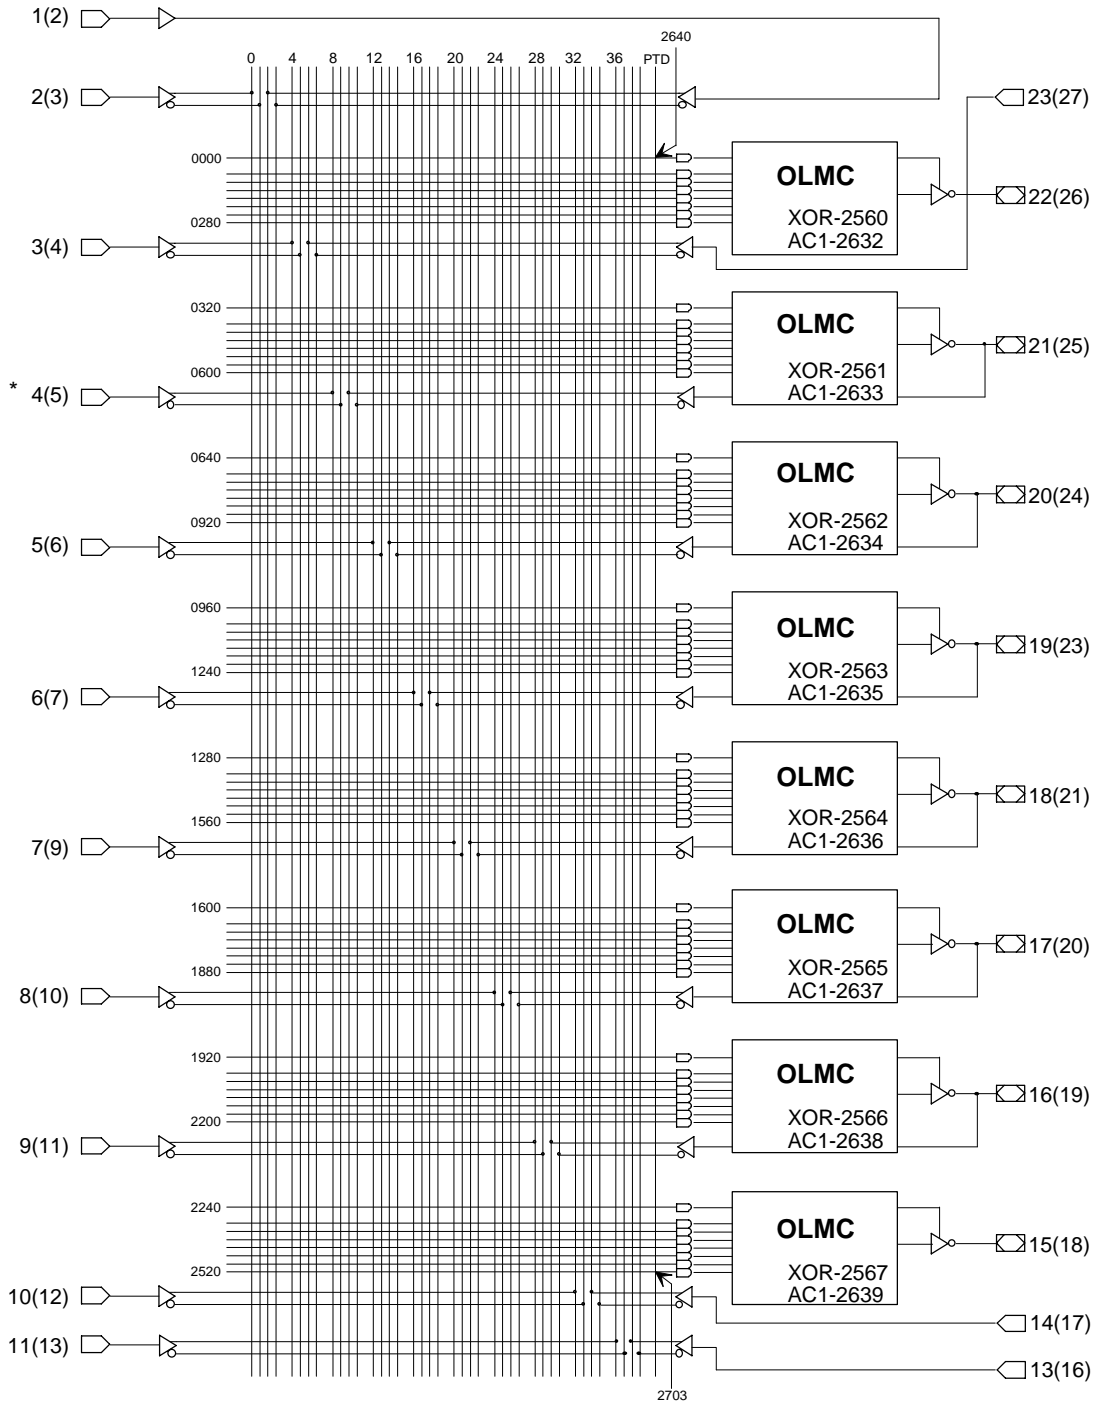 1(2)
2640
0 4 8 12 16 20 24 28 32 36 PTD
2(3)
23(27)
0000
OLMC
XOR-2560
AC1-2632
22(26)
0280
3(4)
0320
OLMC
XOR-2561
AC1-2633
21(25)
0600
* 4(5)
0640
OLMC
XOR-2562
AC1-2634
20(24)
0920
5(6)
0960
OLMC
XOR-2563
AC1-2635
19(23)
1240
6(7)
1280
OLMC
XOR-2564
AC1-2636
18(21)
1560
7(9)
1600
OLMC
XOR-2565
AC1-2637
17(20)
1880
8(10)
1920
OLMC
XOR-2566
AC1-2638
16(19)
2200
9(11)
2240
OLMC
XOR-2567
AC1-2639
15(18)
2520
10(12)
14(17)
11(13)
13(16)
2703